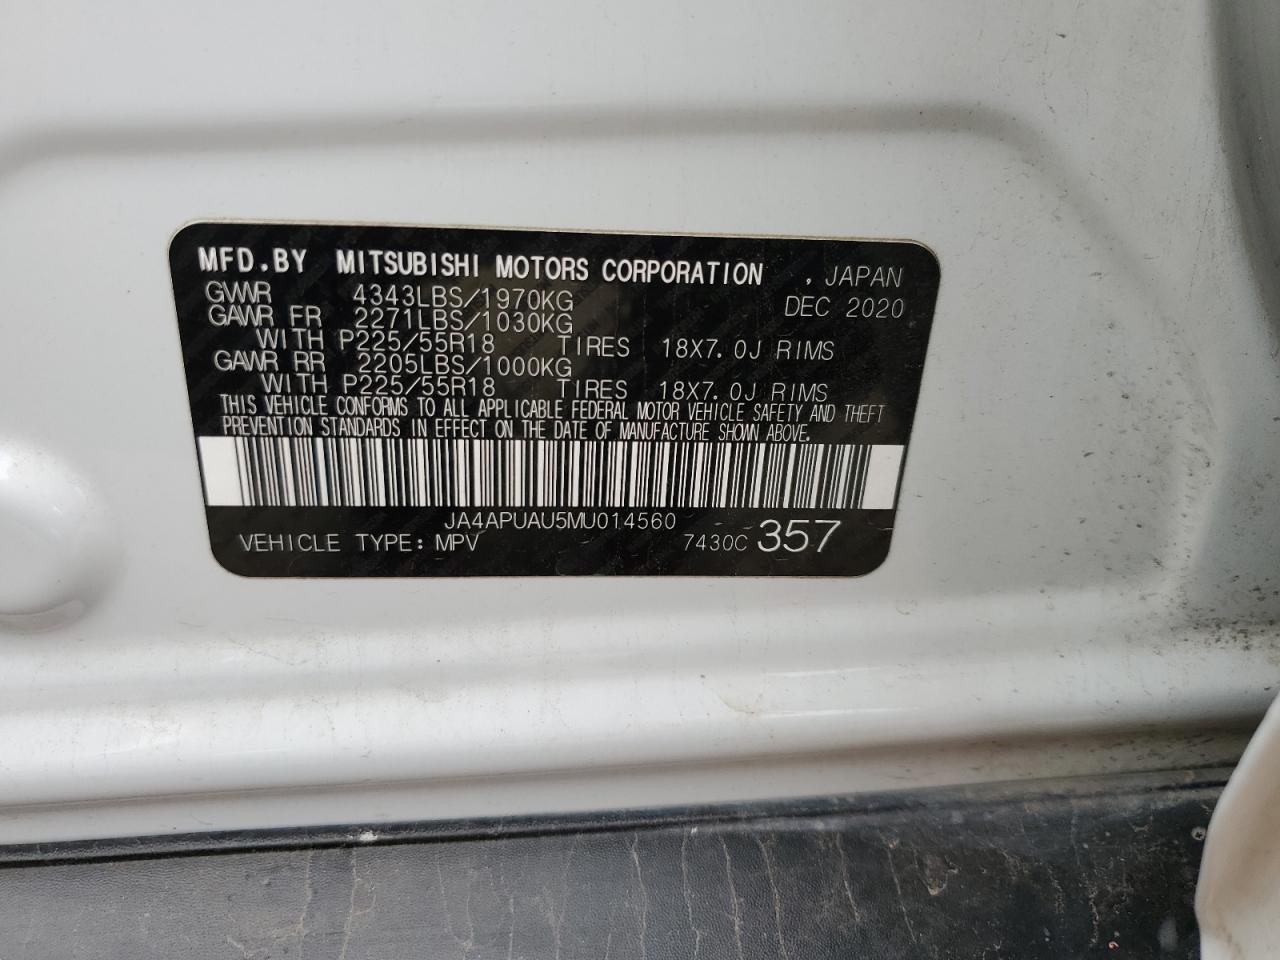 MFD.BY MITSUBISHI MOTORS CORPORATION , JAPAN
GVWR 4343LBS/1970KG DEC 2020
GAWR FR 2271LBS/1030KG
WITH P225/55R18 TIRES 18X7.0J RIMS
GAWR RR 2205LBS/1000KG
WITH P225/55R18 TIRES 18X7.0J RIMS
THIS VEHICLE CONFORMS TO ALL APPLICABLE FEDERAL MOTOR VEHICLE SAFETY AND THEFT
PREVENTION STANDARDS IN EFFECT ON THE DATE OF MANUFACTURE SHOWN ABOVE.
JA4APUAU5MU014560
VEHICLE TYPE: MPV 7430C 357